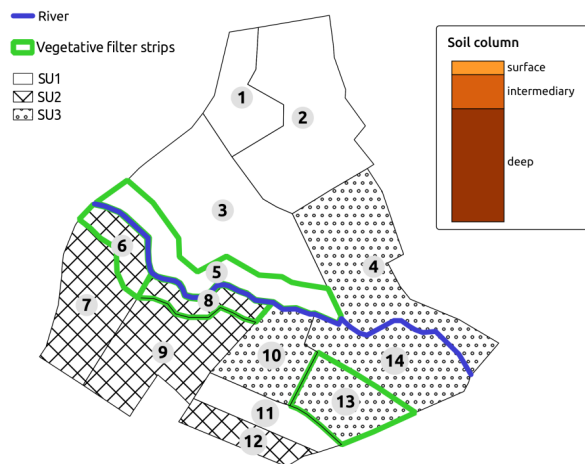 River
Vegetative filter strips
SU1
SU2
SU3
Soil column
surface
intermediary
deep
1
2
3
4
5
6
7
8
9
10
14
13
11
12